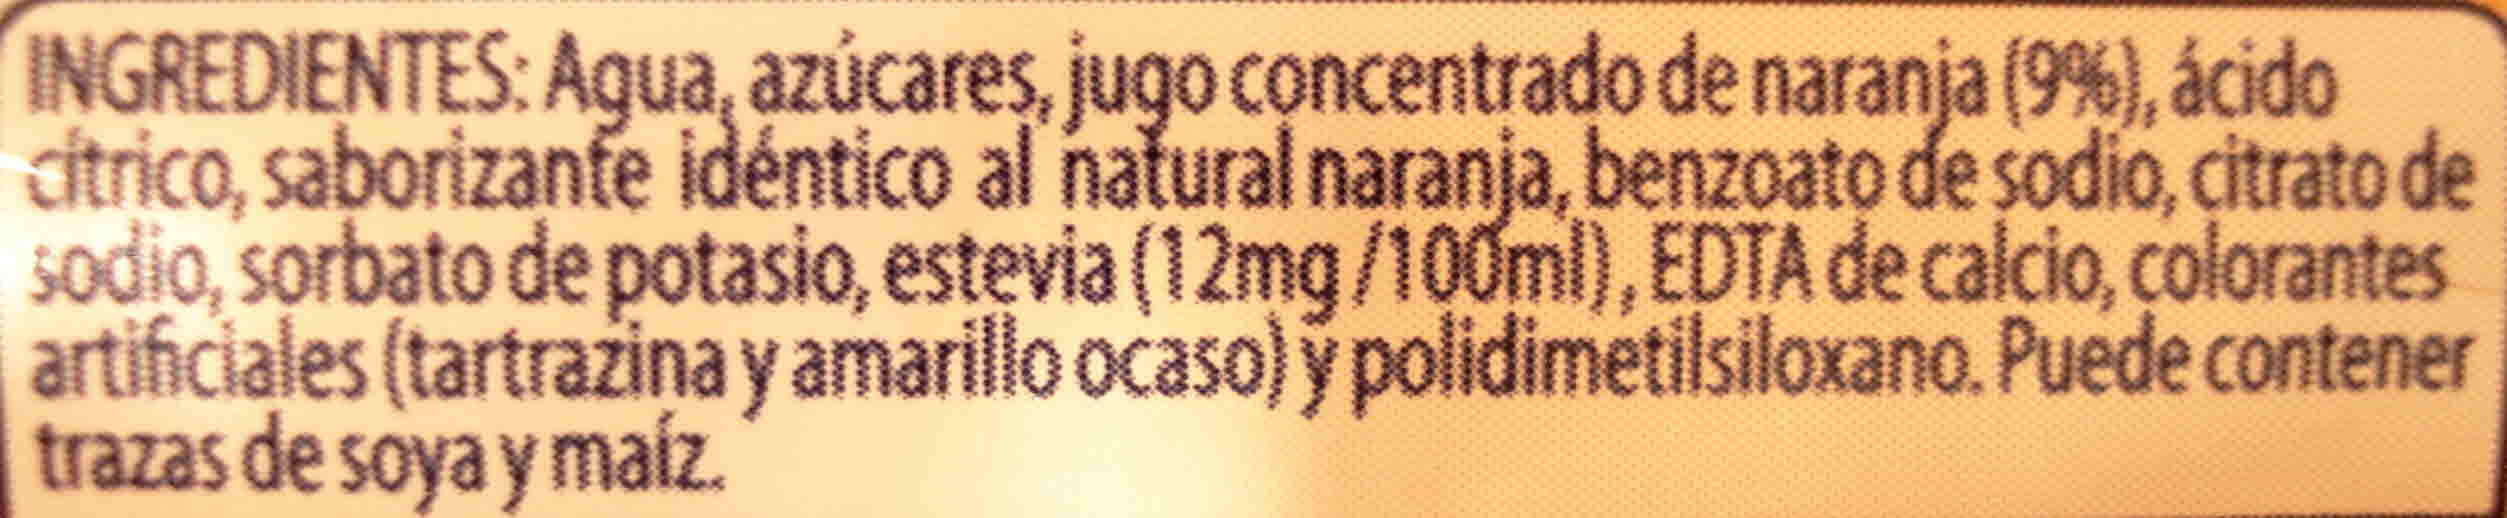 INGREDIENTES: Agua, azúcares, jugo concentrado de naranja (9%), ácido
cítrico, saborizante idéntico al natural naranja, benzoato de sodio, citrato de
sodio, sorbato de potasio, estevia (12mg /100ml), EDTA de calcio, colorantes
artificiales (tartrazina y amarillo ocaso) y polidimetilsiloxano. Puede contener
trazas de soya y maíz.